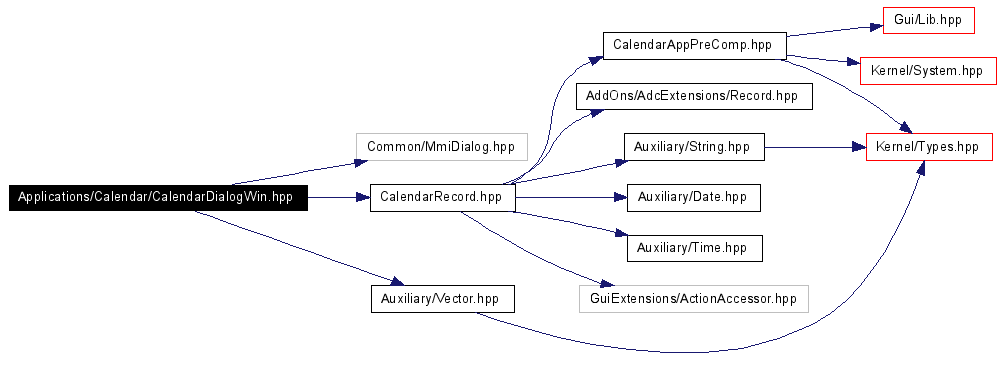 Gui/Lib.hpp
CalendarAppPreComp.hpp
Kernel/System.hpp
AddOns/AdcExtensions/Record.hpp
Common/MmiDialog.hpp
Auxiliary/String.hpp
Kernel/Types.hpp
Applications/Calendar/CalendarDialogWin.hpp
CalendarRecord.hpp
Auxiliary/Date.hpp
Auxiliary/Time.hpp
Auxiliary/Vector.hpp
GuiExtensions/ActionAccessor.hpp